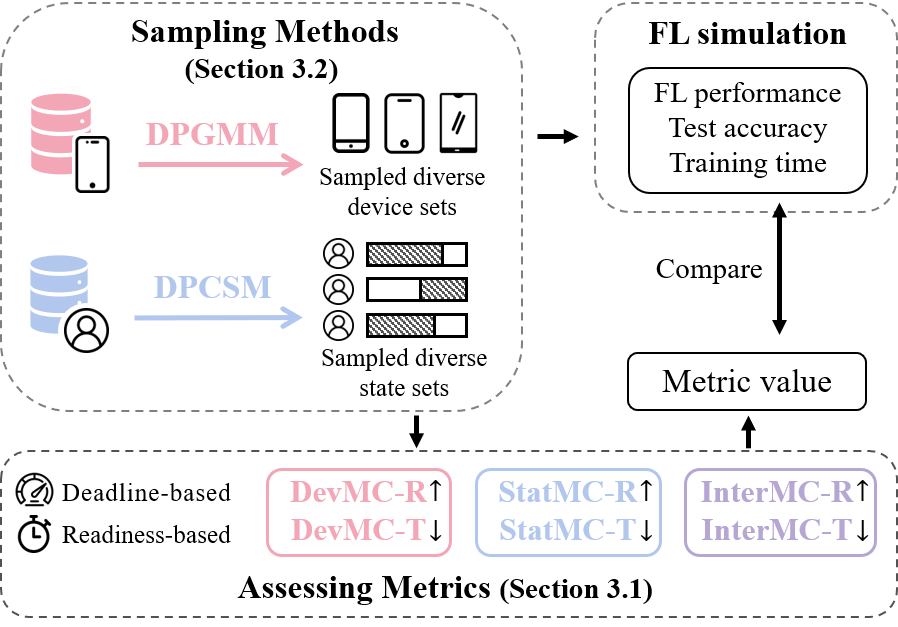 Sampling Methods
(Section 3.2)
DPGMM
Sampled diverse
device sets
DPCSM
Sampled diverse
state sets
FL simulation
FL performance
Test accuracy
Training time
Compare
Metric value
Deadline-based
Readiness-based
DevMC-R↑
DevMC-T↓
StatMC-R↑
StatMC-T↓
InterMC-R↑
InterMC-T↓
Assessing Metrics (Section 3.1)